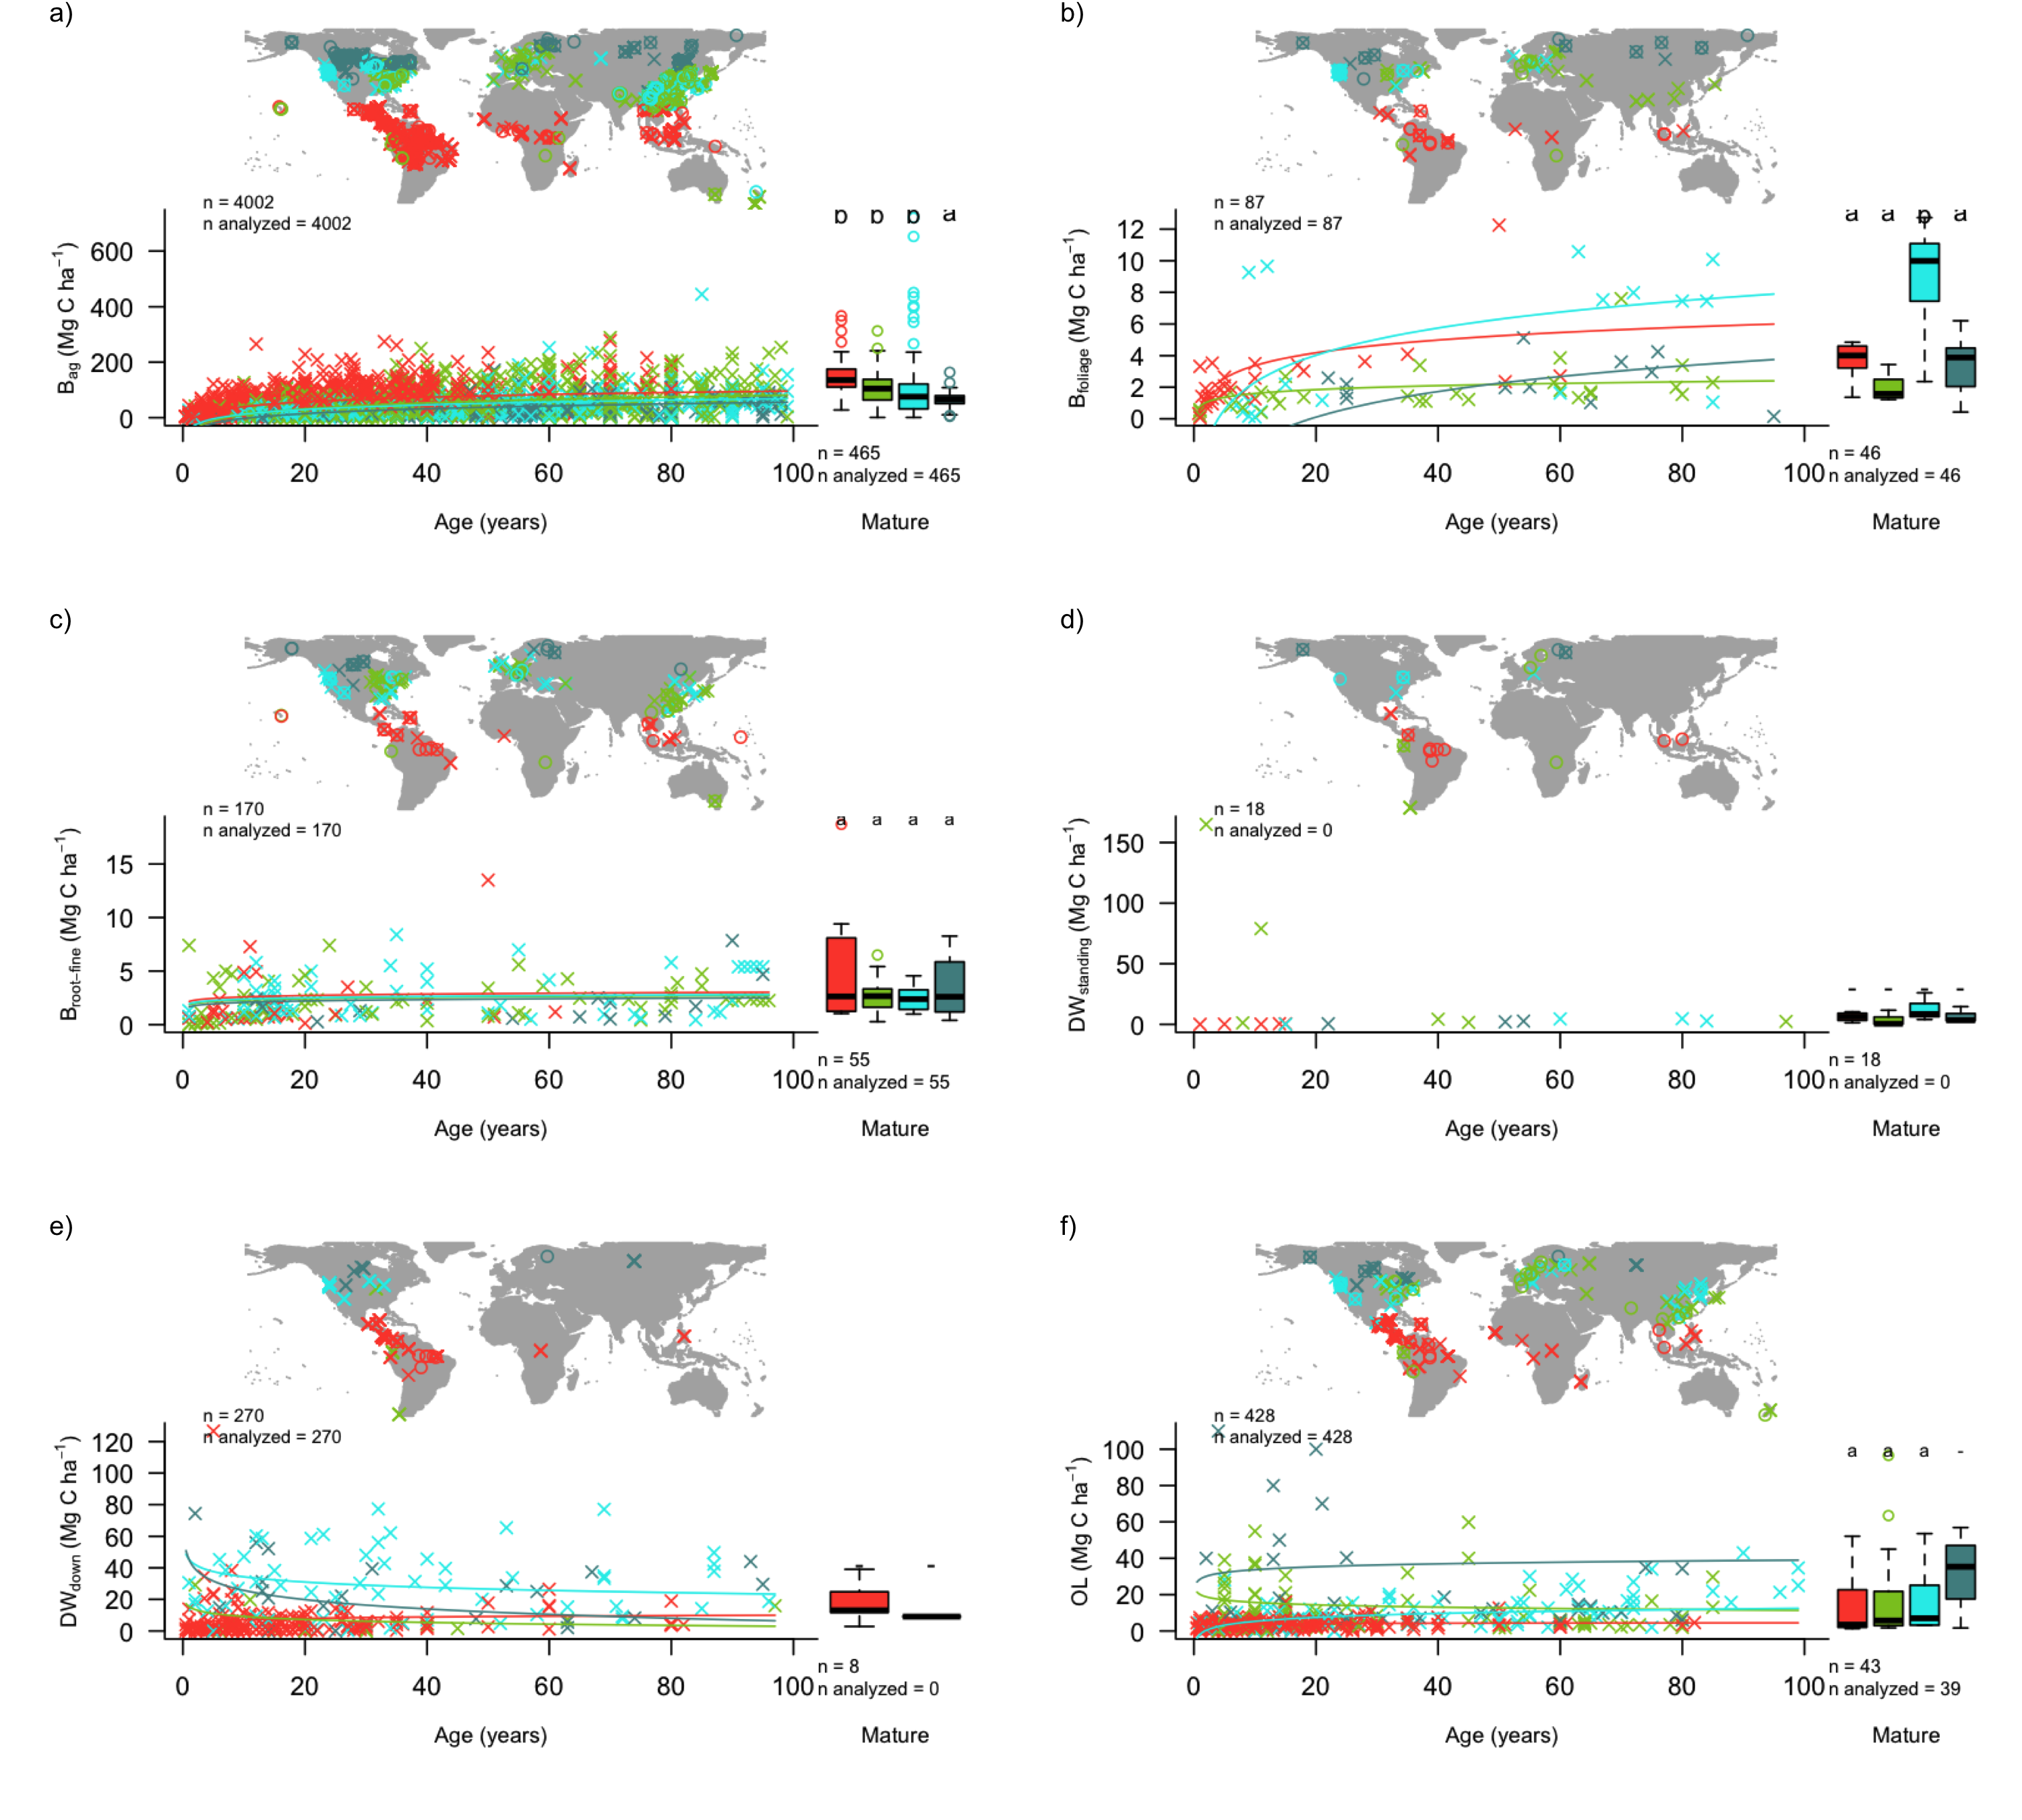 a)
n = 4002
n analyzed = 4002
b b b a
B_ag (Mg C ha⁻¹)
600
400
200
0
0 20 40 60 80 100
n = 465
n analyzed = 465
Age (years)
Mature
b)
n = 87
n analyzed = 87
a a b a
B_foliage (Mg C ha⁻¹)
12
10
8
6
4
2
0
0 20 40 60 80 100
n = 46
n analyzed = 46
Age (years)
Mature
c)
n = 170
n analyzed = 170
a a a a
B_root−fine (Mg C ha⁻¹)
15
10
5
0
0 20 40 60 80 100
n = 55
n analyzed = 55
Age (years)
Mature
d)
n = 18
n analyzed = 0
- - - -
DW_standing (Mg C ha⁻¹)
150
100
50
0
0 20 40 60 80 100
n = 18
n analyzed = 0
Age (years)
Mature
e)
n = 270
n analyzed = 270
- -
DW_down (Mg C ha⁻¹)
120
100
80
60
40
20
0
0 20 40 60 80 100
n = 8
n analyzed = 0
Age (years)
Mature
f)
n = 428
n analyzed = 428
a a a -
OL (Mg C ha⁻¹)
100
80
60
40
20
0
0 20 40 60 80 100
n = 43
n analyzed = 39
Age (years)
Mature